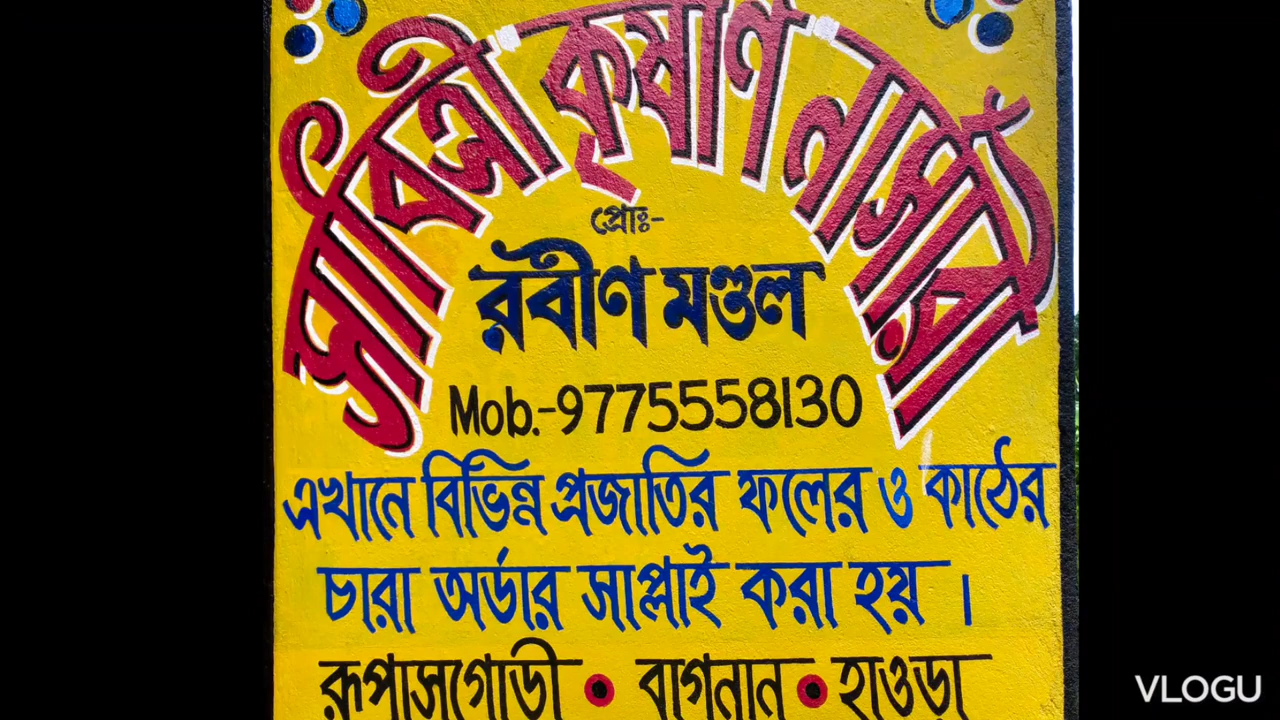 সাবিত্রী কৃষাণ নার্সারী
প্রোঃ-
রবীণ মণ্ডল
Mob.-9775558130
এখানে বিভিন্ন প্রজাতির ফলের ও কাঠের
চারা অর্ডার সাপ্লাই করা হয় ।
রূপাসগোড়ী • বাগনান • হাওড়া
VLOGU